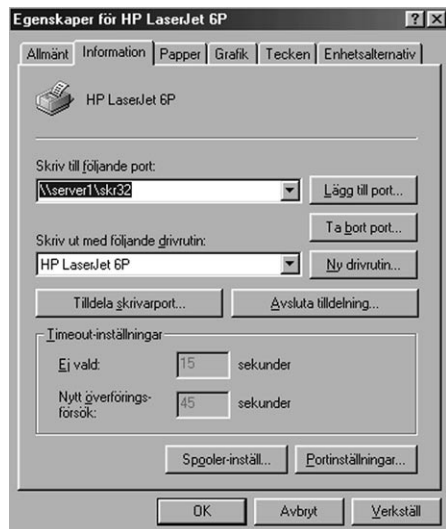 Egenskaper för HP LaserJet 6P
Allmänt Information Papper Grafik Tecken Enhetsalternativ
HP LaserJet 6P
Skriv till följande port:
\\server1\skr32
Lägg till port...
Ta bort port...
Skriv ut med följande drivrutin:
HP LaserJet 6P
Ny drivrutin...
Tilldela skrivarport...
Avsluta tilldelning...
Timeout-inställningar
Ej vald: 15 sekunder
Nytt överförings-
försök: 45 sekunder
Spooler-inställ...
Portinställningar...
OK Avbryt Verkställ